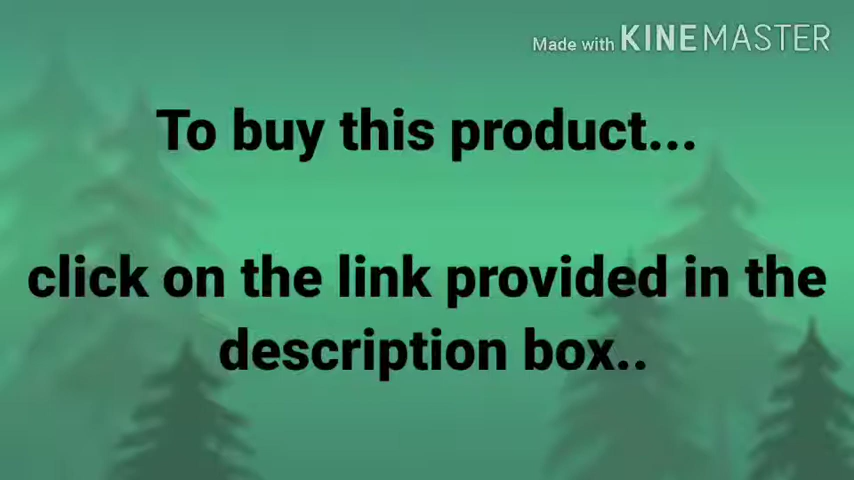 Made with KINEMASTER
To buy this product...
click on the link provided in the
description box..